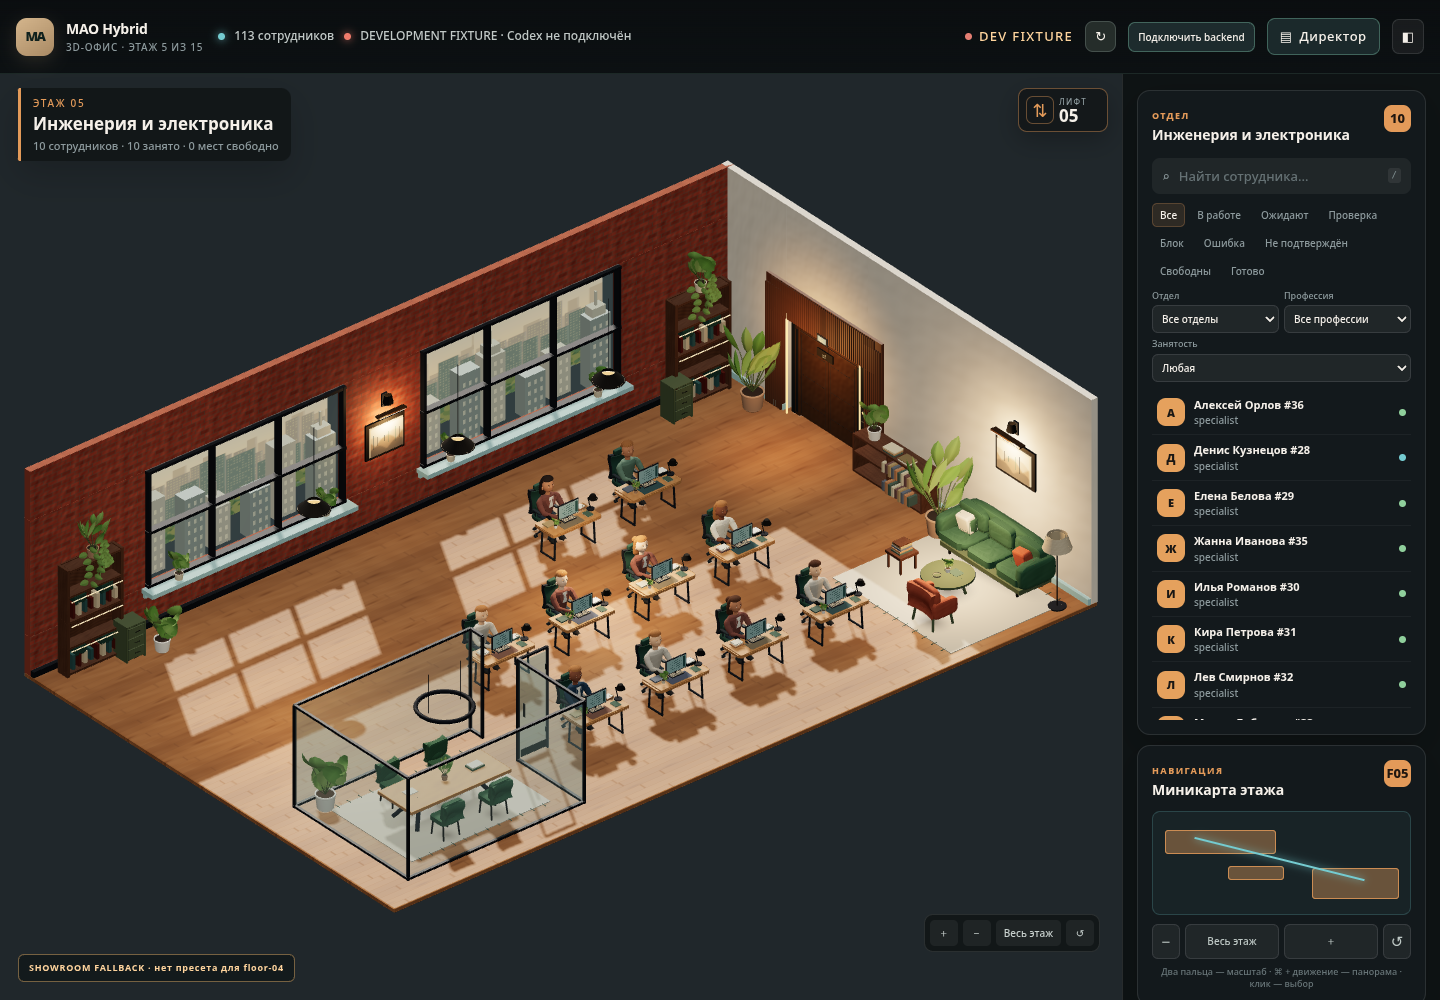 MA
MAO Hybrid
3D-ОФИС · ЭТАЖ 5 ИЗ 15
113 сотрудников
DEVELOPMENT FIXTURE · Codex не подключён
DEV FIXTURE
Подключить backend
Директор
ЭТАЖ 05
Инженерия и электроника
10 сотрудников · 10 занято · 0 мест свободно
ЛИФТ
05
ОТДЕЛ
Инженерия и электроника
10
Найти сотрудника...
/
Все
В работе
Ожидают
Проверка
Блок
Ошибка
Не подтверждён
Свободны
Готово
Отдел
Профессия
Все отделы
Все профессии
Занятость
Любая
А
Алексей Орлов #36
specialist
Д
Денис Кузнецов #28
specialist
Е
Елена Белова #29
specialist
Ж
Жанна Иванова #35
specialist
И
Илья Романов #30
specialist
К
Кира Петрова #31
specialist
Л
Лев Смирнов #32
specialist
НАВИГАЦИЯ
Миникарта этажа
F05
−
Весь этаж
+
↺
Два пальца — масштаб · ⌘ + движение — панорама ·
клик — выбор
+
−
Весь этаж
↺
SHOWROOM FALLBACK · нет пресета для floor-04